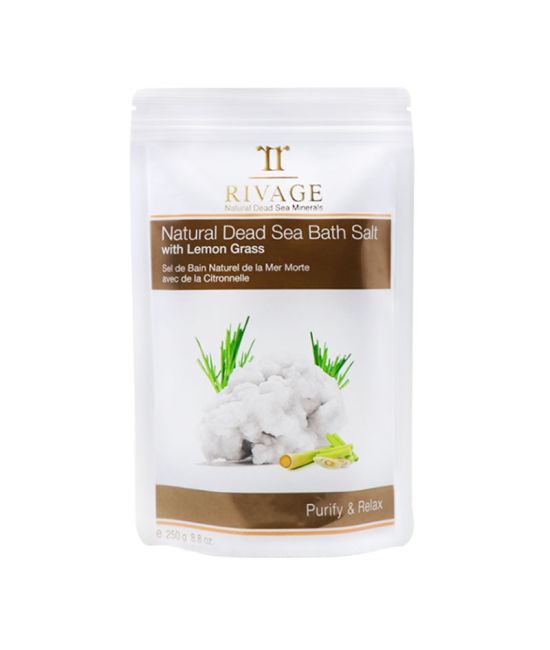 RIVAGE
Natural Dead Sea Minerals
Natural Dead Sea Bath Salt
with Lemon Grass
Sel de Bain Naturel de la Mer Morte
avec de la Citronnelle
Purify & Relax
e. 250 g. 8.8 oz.